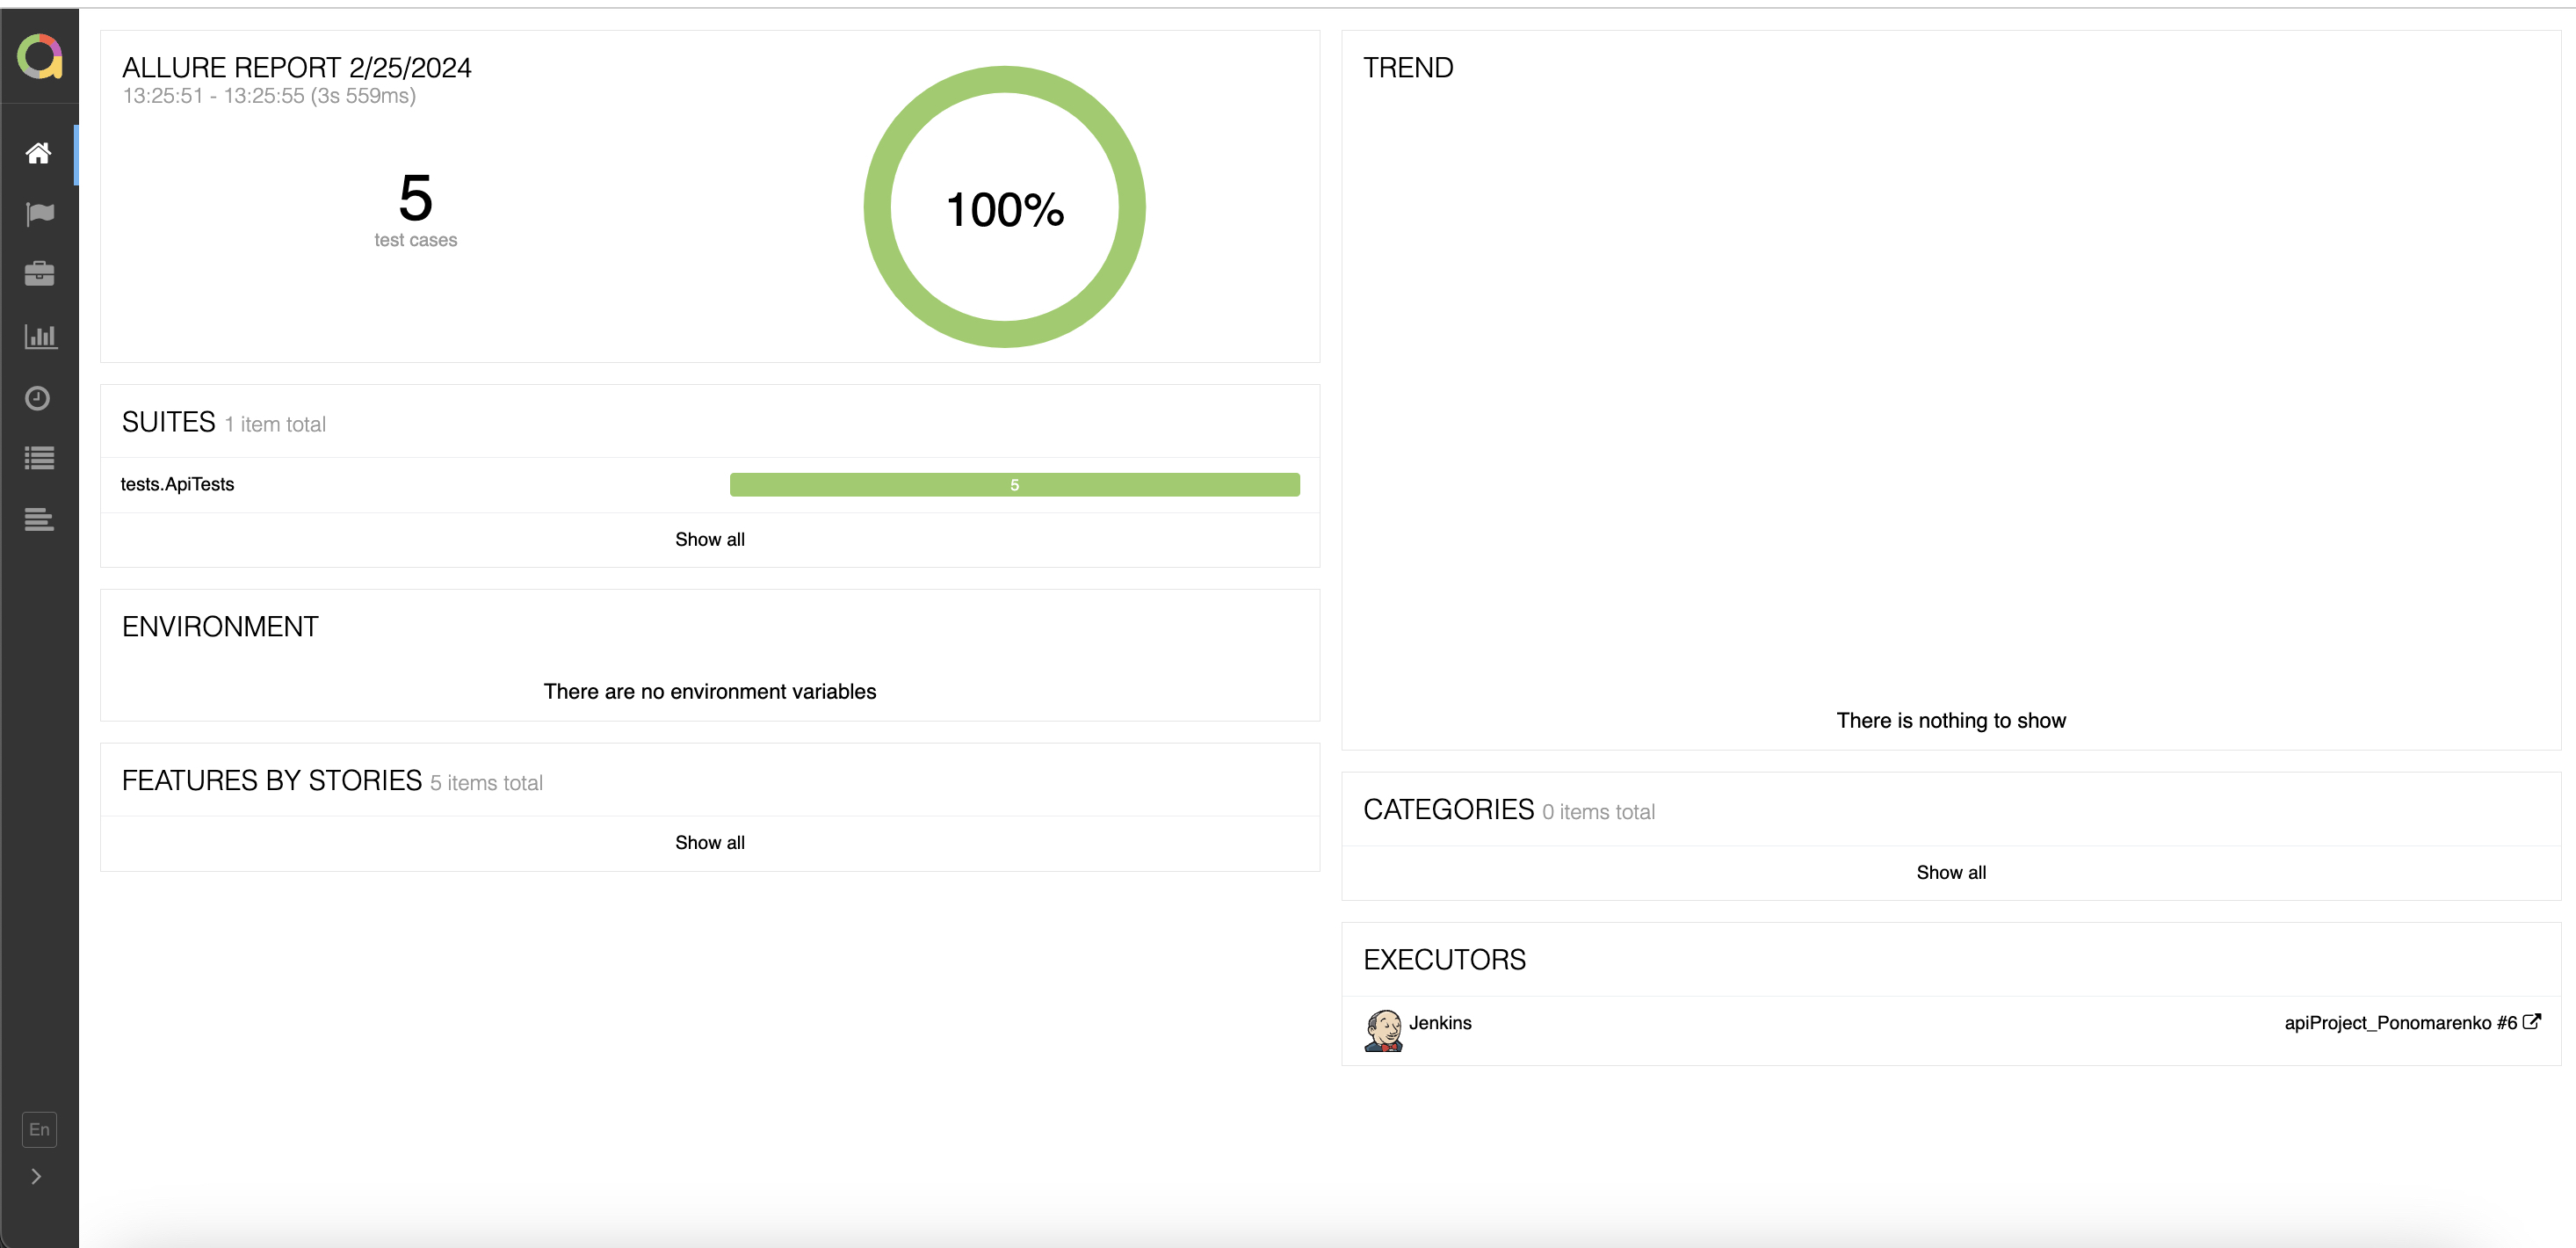 ALLURE REPORT 2/25/2024
13:25:51 - 13:25:55 (3s 559ms)
5
test cases
100%
SUITES 1 item total
tests.ApiTests 5
Show all
ENVIRONMENT
There are no environment variables
FEATURES BY STORIES 5 items total
Show all
TREND
There is nothing to show
CATEGORIES 0 items total
Show all
EXECUTORS
Jenkins apiProject_Ponomarenko #6
En